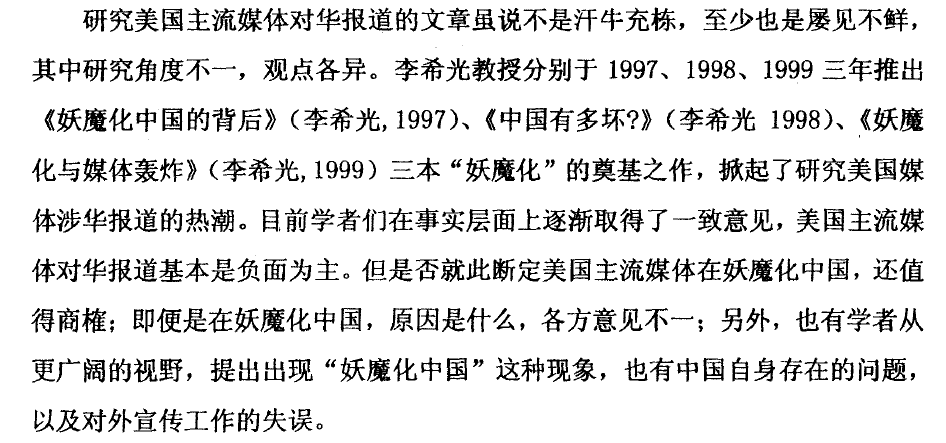 研究美国主流媒体对华报道的文章虽说不是汗牛充栋，至少也是屡见不鲜，
其中研究角度不一，观点各异。李希光教授分别于 1997、1998、1999 三年推出
《妖魔化中国的背后》（李希光,1997）、《中国有多坏?》（李希光 1998）、《妖魔
化与媒体轰炸》（李希光,1999）三本“妖魔化”的奠基之作，掀起了研究美国媒
体涉华报道的热潮。目前学者们在事实层面上逐渐取得了一致意见，美国主流媒
体对华报道基本是负面为主。但是否就此断定美国主流媒体在妖魔化中国，还值
得商榷；即便是在妖魔化中国，原因是什么，各方意见不一；另外，也有学者从
更广阔的视野，提出出现“妖魔化中国”这种现象，也有中国自身存在的问题，
以及对外宣传工作的失误。